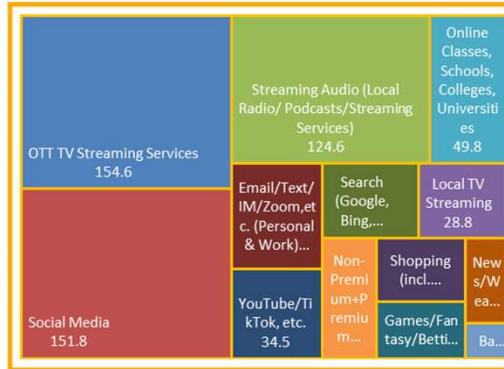 OTT TV Streaming Services
154.6
Social Media
151.8
Streaming Audio (Local
Radio/ Podcasts/Streaming
Services)
124.6
Online
Classes,
Schools,
Colleges,
Universiti
es
49.8
Email/Text/
IM/Zoom,et
c. (Personal
& Work)...
YouTube/Ti
kTok, etc.
34.5
Search
(Google,
Bing,...
Local TV
Streaming
28.8
Non-
Premium+P
remium
...
Shopping
(incl....
Games/Fan
tasy/Betti...
New
s/W
ea...
Ba...